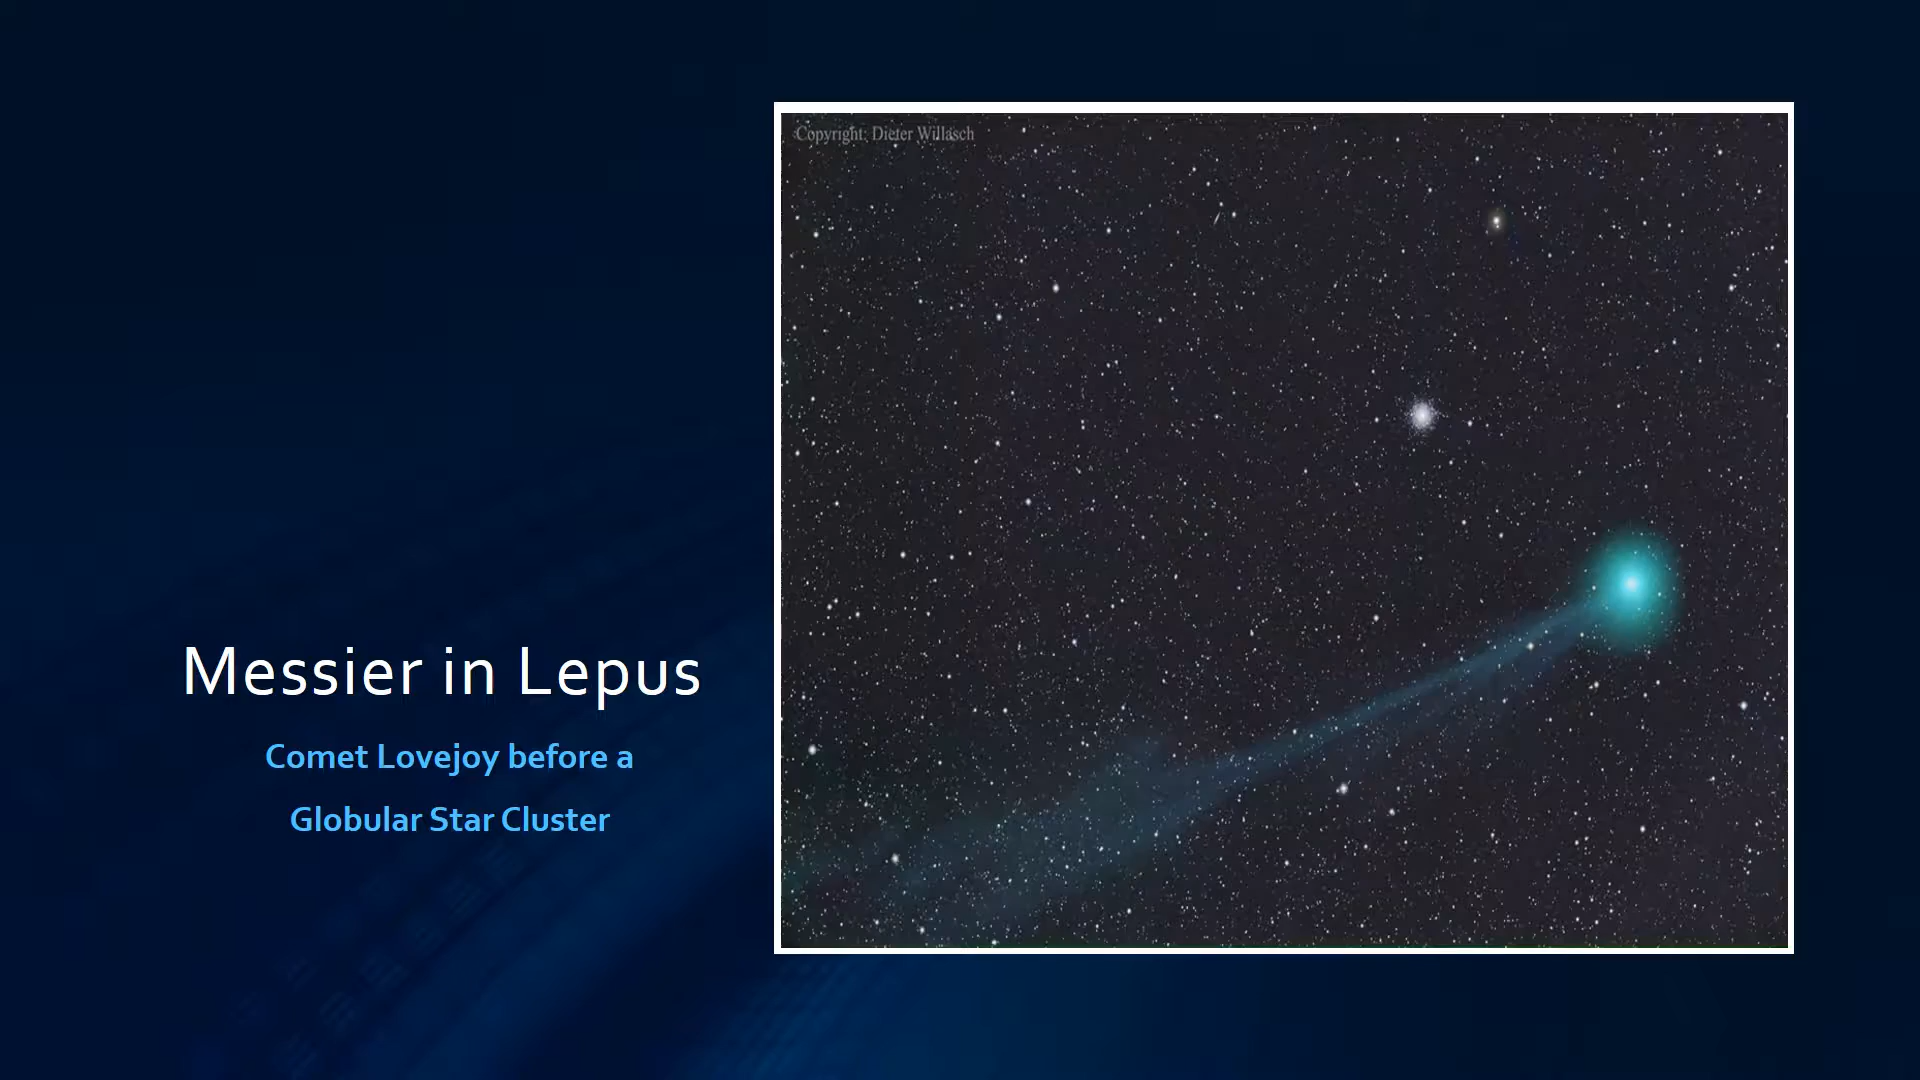 Copyright: Dieter Willasch
Messier in Lepus
Comet Lovejoy before a
Globular Star Cluster